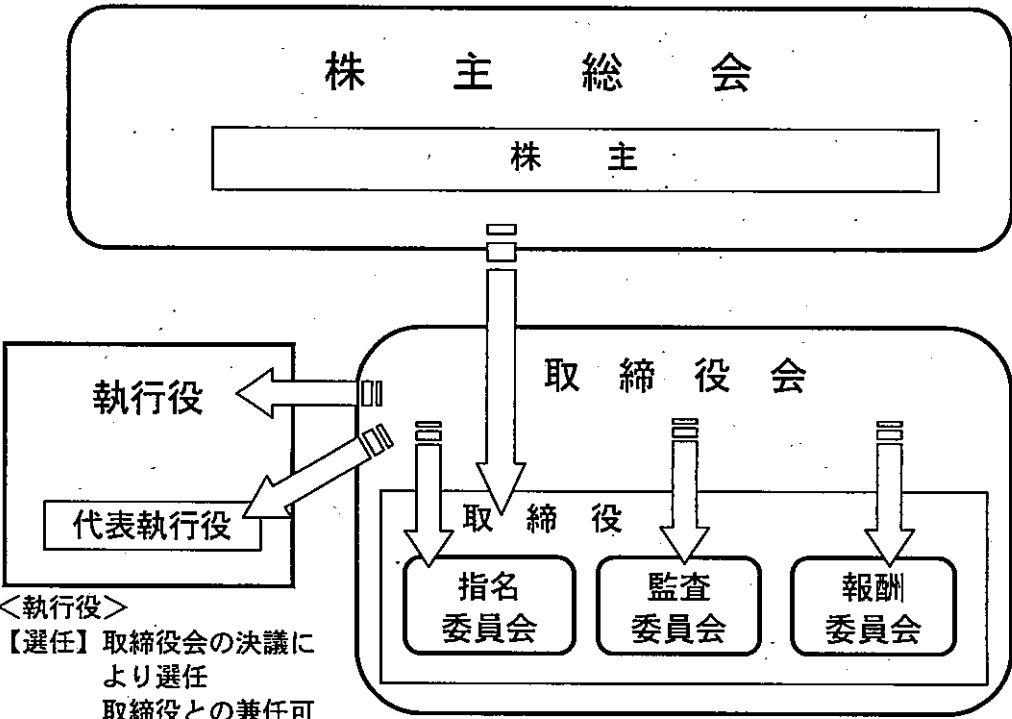 株主総会
株主
取締役会
執行役
代表執行役
取締役
指名
委員会
監査
委員会
報酬
委員会
<執行役>
【選任】取締役会の決議に
より選任
取締役との兼任可